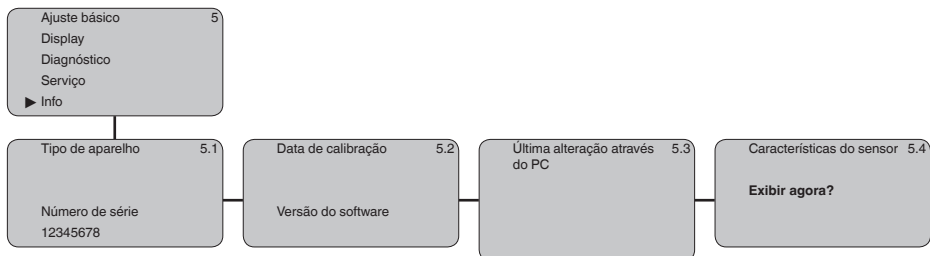 Ajuste básico 5
Display
Diagnóstico
Serviço
▶ Info
Tipo de aparelho 5.1
Número de série
12345678
Data de calibração 5.2
Versão do software
Última alteração através 5.3
do PC
Características do sensor 5.4
Exibir agora?